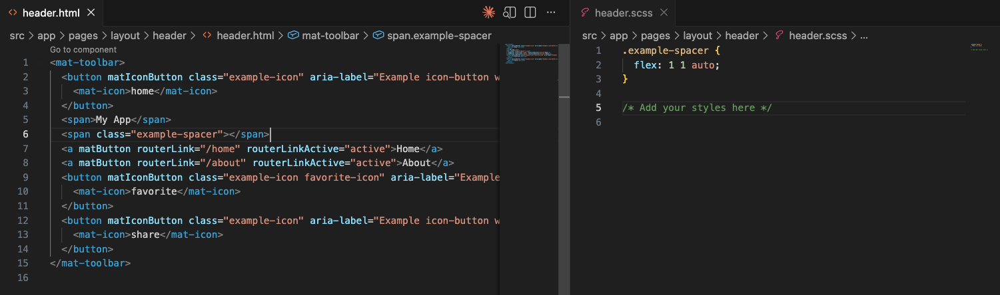 header.html
src > app > pages > layout > header > header.html > mat-toolbar > span.example-spacer
Go to component
1 <mat-toolbar>
2 <button matIconButton class="example-icon" aria-label="Example icon-button w
3 <mat-icon>home</mat-icon>
4 </button>
5 <span>My App</span>
6 <span class="example-spacer"></span>
7 <a matButton routerLink="/home" routerLinkActive="active">Home</a>
8 <a matButton routerLink="/about" routerLinkActive="active">About</a>
9 <button matIconButton class="example-icon favorite-icon" aria-label="Example
10 <mat-icon>favorite</mat-icon>
11 </button>
12 <button matIconButton class="example-icon" aria-label="Example icon-button w
13 <mat-icon>share</mat-icon>
14 </button>
15 </mat-toolbar>
16
header.scss
src > app > pages > layout > header > header.scss > ...
1 .example-spacer {
2 flex: 1 1 auto;
3 }
4
5 /* Add your styles here */
6